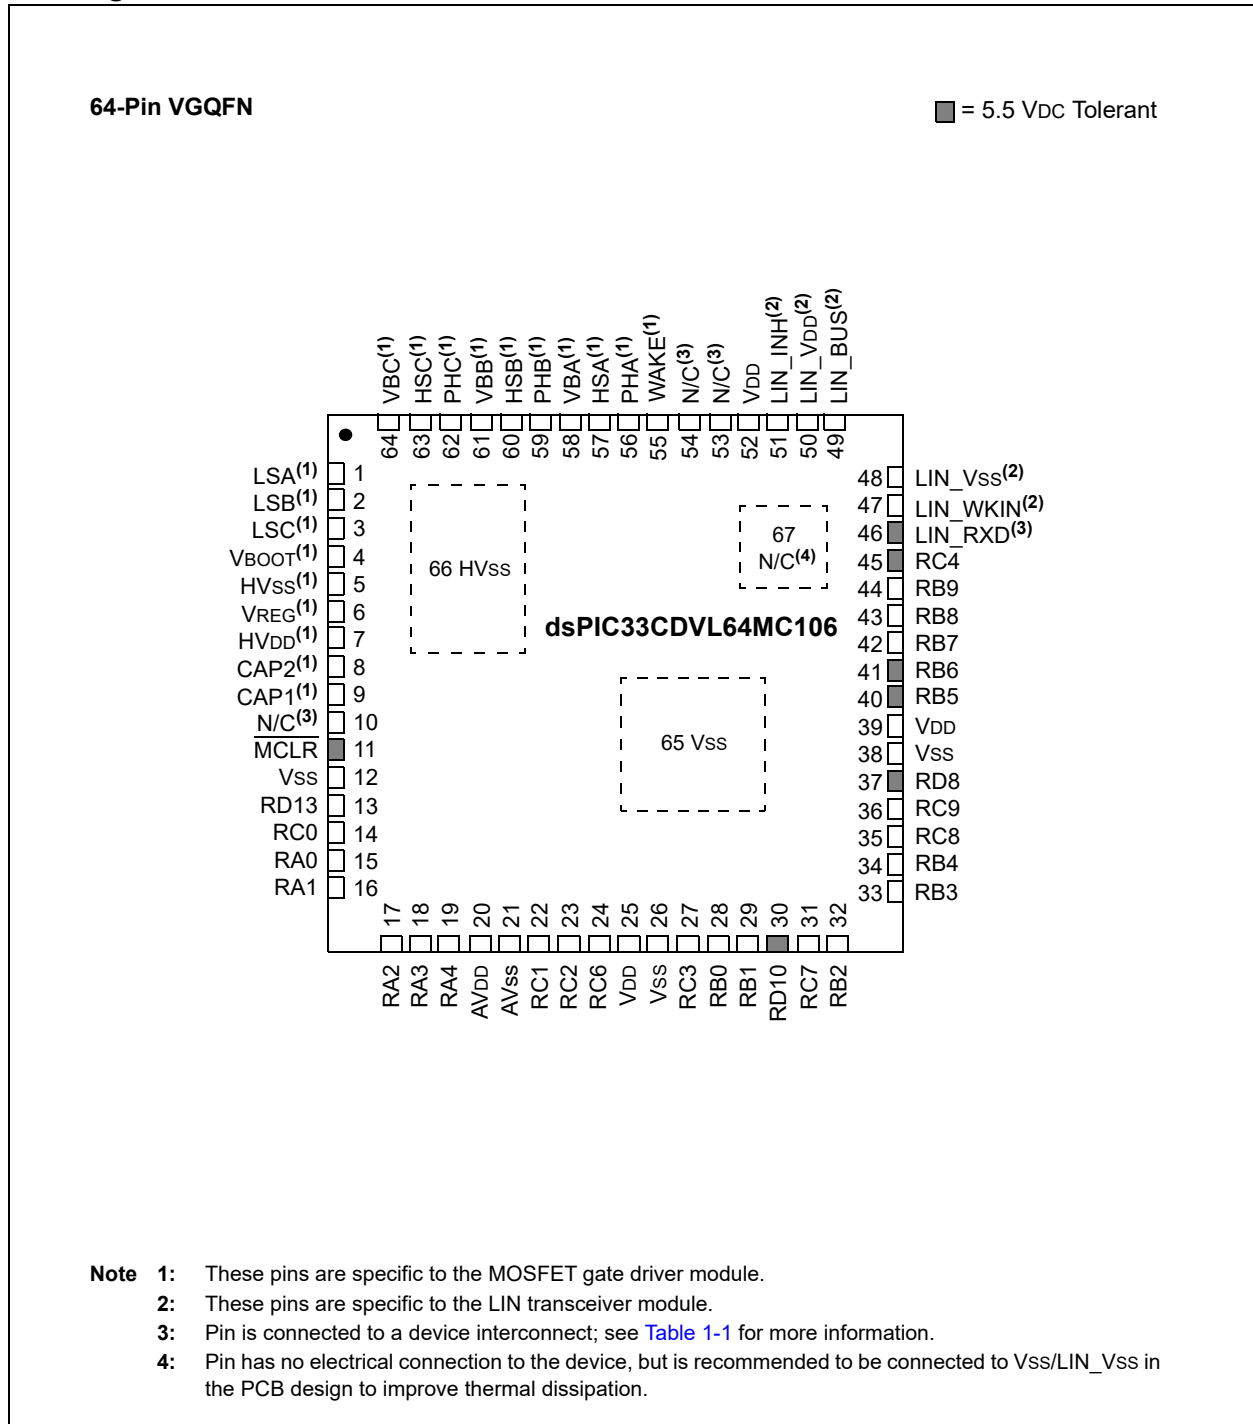 64-Pin VGQFN
= 5.5 VDC Tolerant
VBC(1)
HSC(1)
PHC(1)
VBB(1)
HSB(1)
PHB(1)
VBA(1)
HSA(1)
PHA(1)
WAKE(1)
N/C(3)
N/C(3)
VDD
LIN_INH(2)
LIN_VDD(2)
LIN_BUS(2)
64
63
62
61
60
59
58
57
56
55
54
53
52
51
50
49
LSA(1) 1
LSB(1) 2
LSC(1) 3
VBOOT(1) 4
HVSS(1) 5
VREG(1) 6
HVDD(1) 7
CAP2(1) 8
CAP1(1) 9
N/C(3) 10
MCLR 11
VSS 12
RD13 13
RC0 14
RA0 15
RA1 16
66 HVSS
67
N/C(4)
dsPIC33CDVL64MC106
65 VSS
48 LIN_VSS(2)
47 LIN_WKIN(2)
46 LIN_RXD(3)
45 RC4
44 RB9
43 RB8
42 RB7
41 RB6
40 RB5
39 VDD
38 VSS
37 RD8
36 RC9
35 RC8
34 RB4
33 RB3
17
18
19
20
21
22
23
24
25
26
27
28
29
30
31
32
RA2
RA3
RA4
AVDD
AVSS
RC1
RC2
RC6
VDD
VSS
RC3
RB0
RB1
RD10
RC7
RB2
Note 1: These pins are specific to the MOSFET gate driver module.
2: These pins are specific to the LIN transceiver module.
3: Pin is connected to a device interconnect; see Table 1-1 for more information.
4: Pin has no electrical connection to the device, but is recommended to be connected to VSS/LIN_VSS in
the PCB design to improve thermal dissipation.